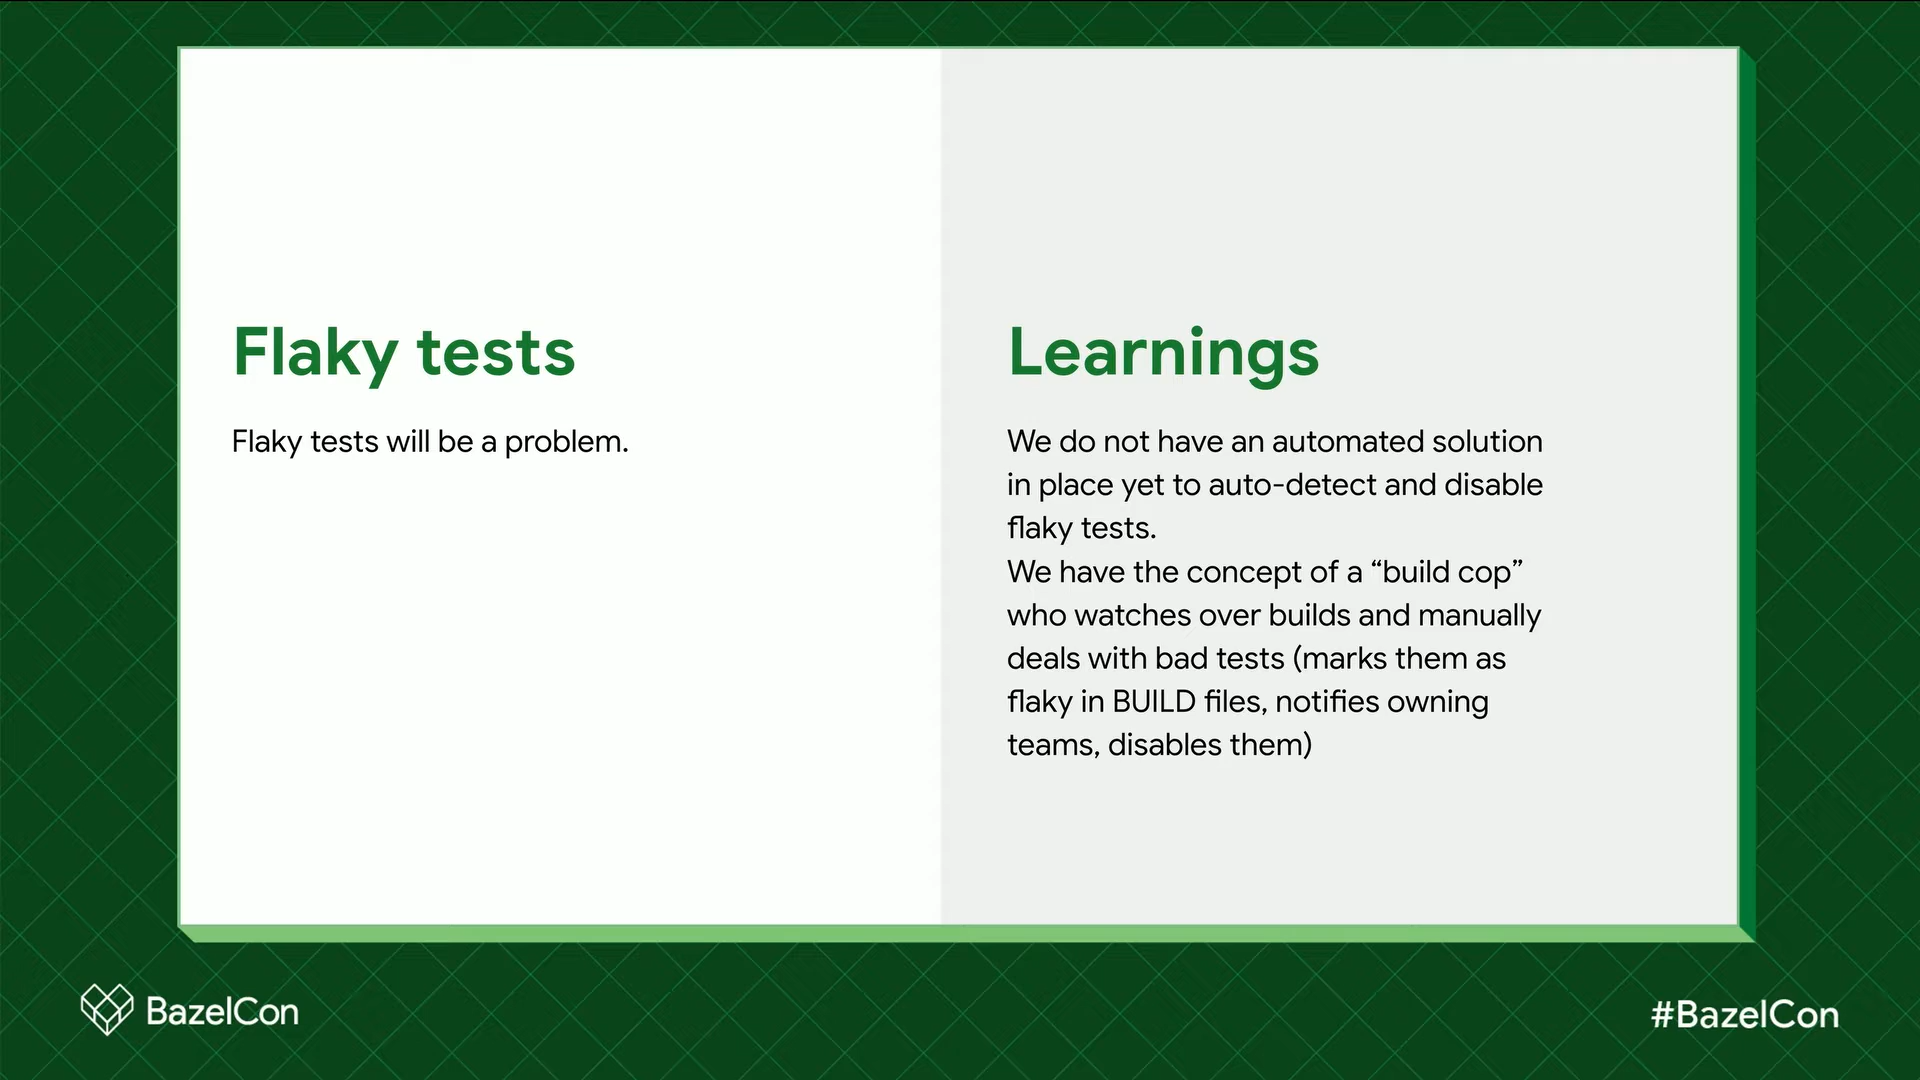 Flaky tests
Flaky tests will be a problem.
Learnings
We do not have an automated solution
in place yet to auto-detect and disable
flaky tests.
We have the concept of a “build cop”
who watches over builds and manually
deals with bad tests (marks them as
flaky in BUILD files, notifies owning
teams, disables them)
BazelCon
#BazelCon